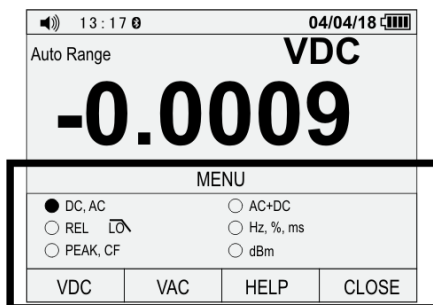 13:17 04/04/18
Auto Range VDC
-0.0009
MENU
DC, AC AC+DC
REL LO Hz, %, ms
PEAK, CF dBm
VDC VAC HELP CLOSE